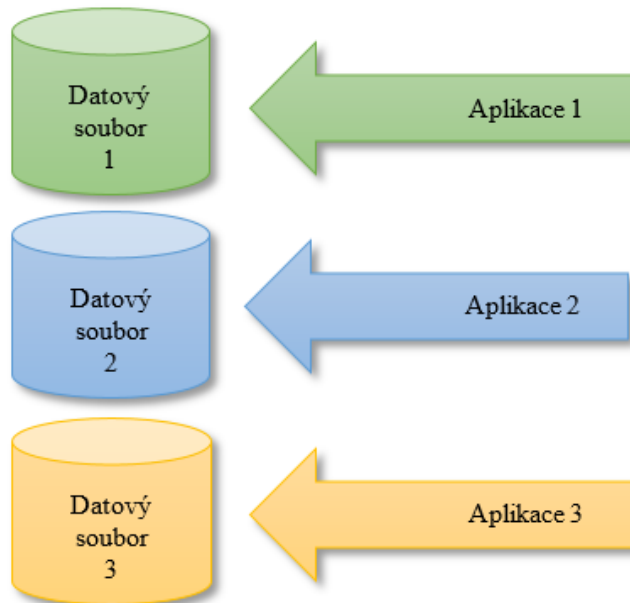 Datový
soubor
1
Aplikace 1
Datový
soubor
2
Aplikace 2
Datový
soubor
3
Aplikace 3